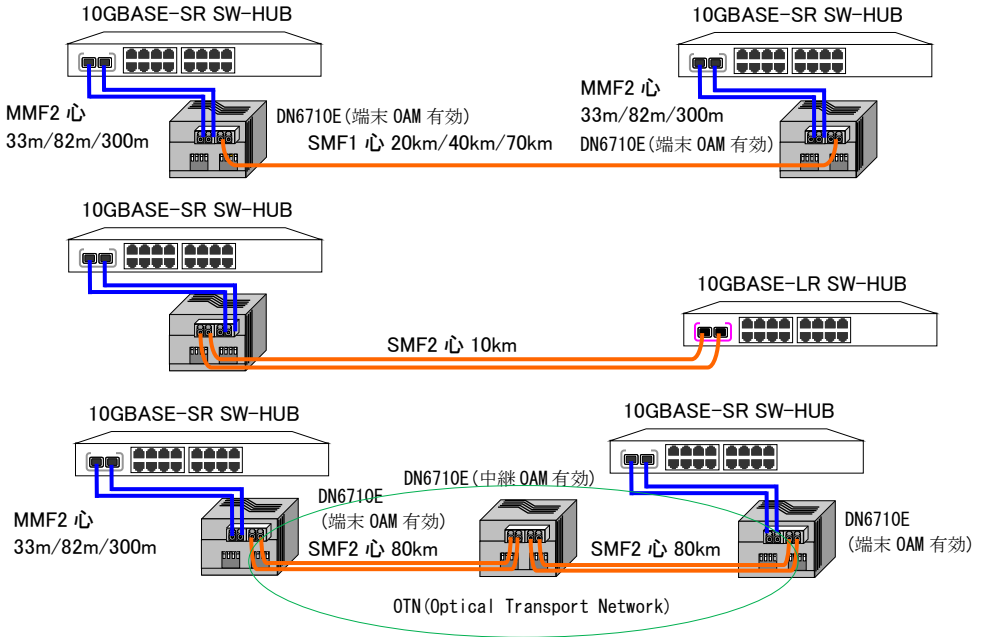 10GBASE-SR SW-HUB
10GBASE-SR SW-HUB
MMF2 心
33m/82m/300m
DN6710E(端末 OAM 有効)
SMF1 心 20km/40km/70km
MMF2 心
33m/82m/300m
DN6710E(端末 OAM 有効)
10GBASE-SR SW-HUB
10GBASE-LR SW-HUB
SMF2 心 10km
10GBASE-SR SW-HUB
10GBASE-SR SW-HUB
MMF2 心
33m/82m/300m
DN6710E
(端末 OAM 有効)
DN6710E(中継 OAM 有効)
SMF2 心 80km
SMF2 心 80km
DN6710E
(端末 OAM 有効)
OTN(Optical Transport Network)